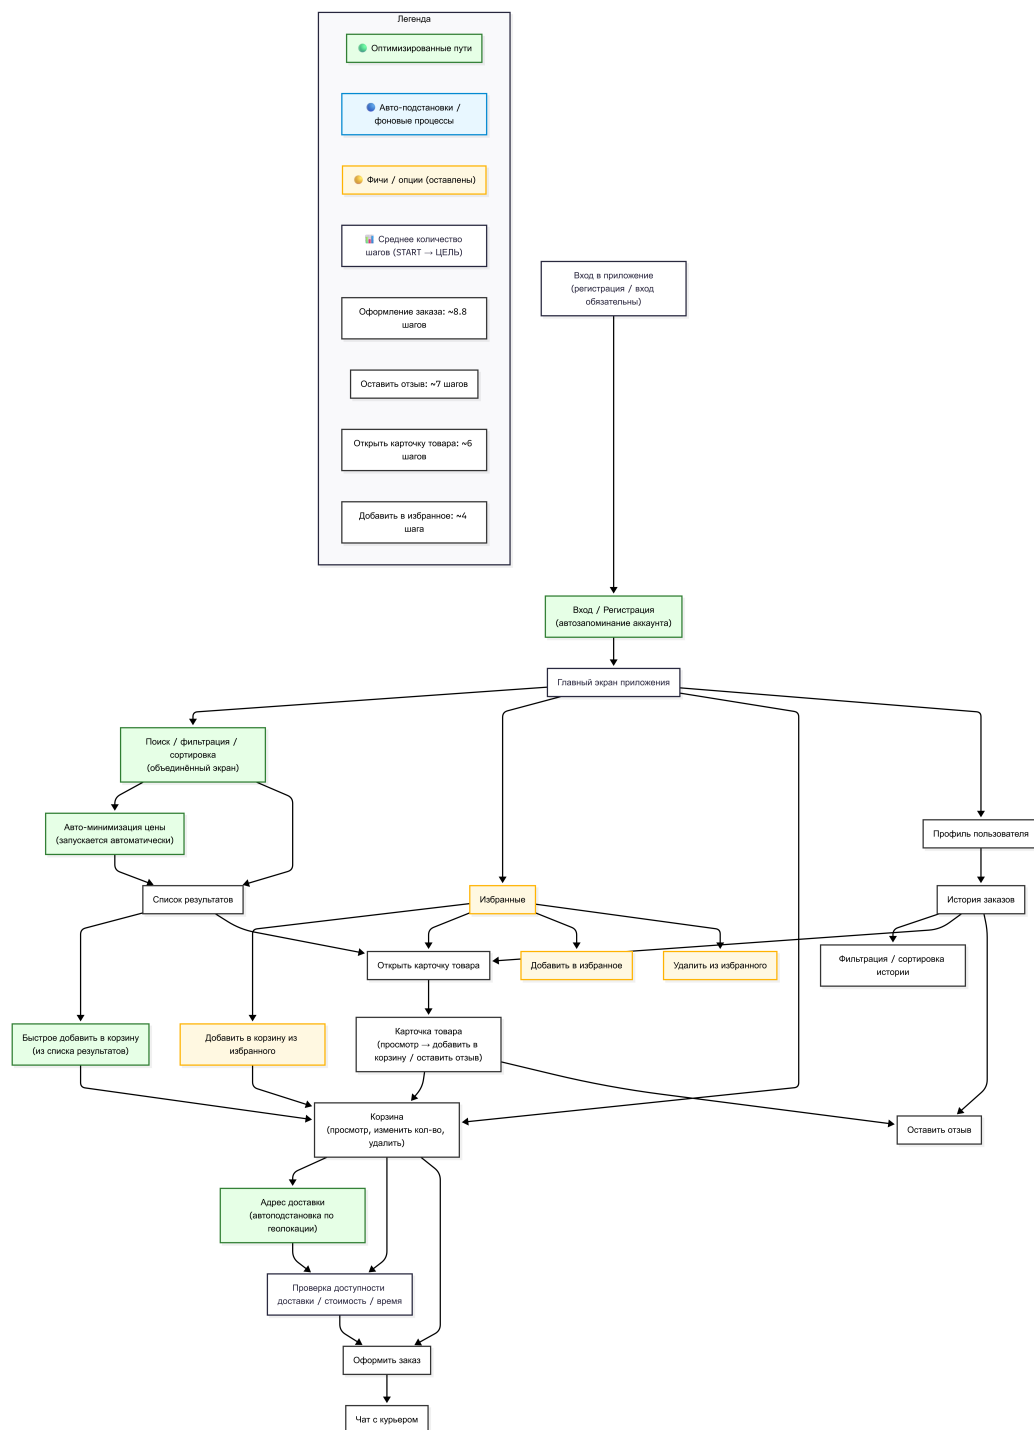 Легенда
Оптимизированные пути
Авто-подстановки /
фоновые процессы
Фичи / опции (оставлены)
Среднее количество
шагов (START → ЦЕЛЬ)
Оформление заказа: ~8.8
шагов
Оставить отзыв: ~7 шагов
Открыть карточку товара: ~6
шагов
Добавить в избранное: ~4
шага
Вход в приложение
(регистрация / вход
обязательны)
Вход / Регистрация
(автозапоминание аккаунта)
Главный экран приложения
Поиск / фильтрация /
сортировка
(объединённый экран)
Авто-минимизация цены
(запускается автоматически)
Профиль пользователя
Список результатов
Избранные
История заказов
Открыть карточку товара
Добавить в избранное
Удалить из избранного
Фильтрация / сортировка
истории
Быстрое добавить в корзину
(из списка результатов)
Добавить в корзину из
избранного
Карточка товара
(просмотр → добавить в
корзину / оставить отзыв)
Корзина
(просмотр, изменить кол-во,
удалить)
Оставить отзыв
Адрес доставки
(автоподстановка по
геолокации)
Проверка доступности
доставки / стоимость / время
Оформить заказ
Чат с курьером